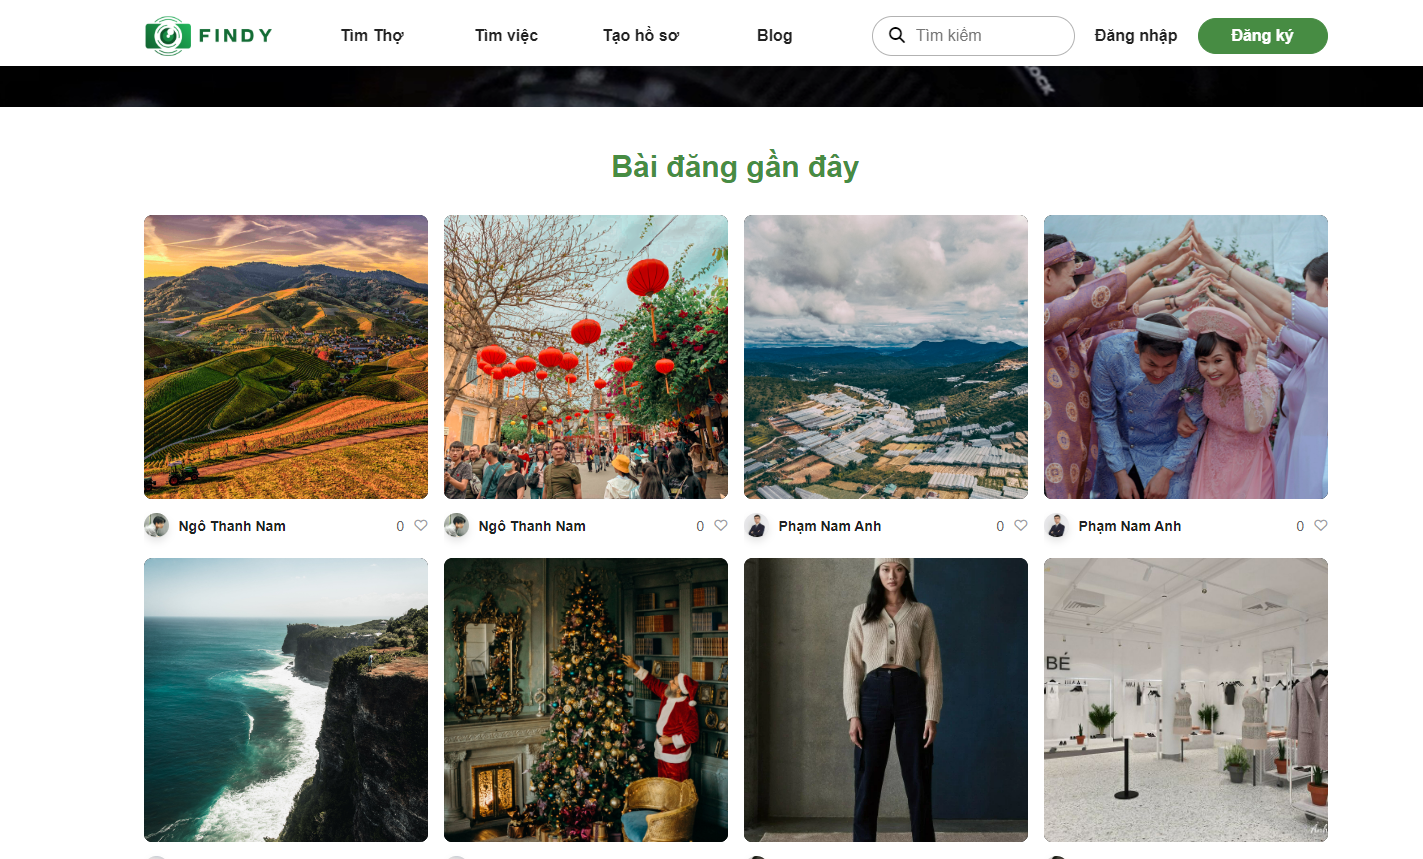 FINDY
Tìm Thợ
Tìm việc
Tạo hồ sơ
Blog
Tìm kiếm
Đăng nhập
Đăng ký
OCK
Bài đăng gần đây
Ngô Thanh Nam
0
Ngô Thanh Nam
0
Phạm Nam Anh
0
Phạm Nam Anh
0
BÉ